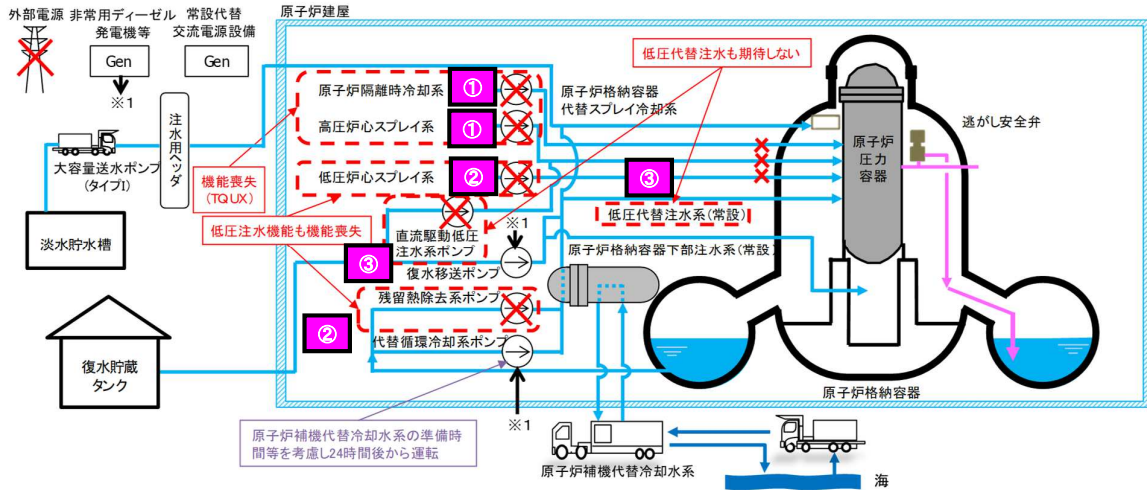 外部電源
非常用ディーゼル
発電機等
常設代替
交流電源設備
原子炉建屋
Gen
Gen
※1
注水用ヘッダ
大容量送水ポンプ
(タイプⅠ)
淡水貯水槽
復水貯蔵
タンク
機能喪失
(TQUX)
低圧注水機能も機能喪失
低圧代替注水も期待しない
原子炉隔離時冷却系
①
高圧炉心スプレイ系
①
低圧炉心スプレイ系
②
③
原子炉格納容器
代替スプレイ冷却系
直流駆動低圧
注水系ポンプ
※1
低圧代替注水系(常設)
③
復水移送ポンプ
原子炉格納容器下部注水系(常設)
残留熱除去系ポンプ
②
代替循環冷却系ポンプ
※1
原子炉補機代替冷却水系の準備時
間等を考慮し24時間後から運転
原子炉
圧力
容器
逃がし安全弁
原子炉格納容器
原子炉補機代替冷却水系
海